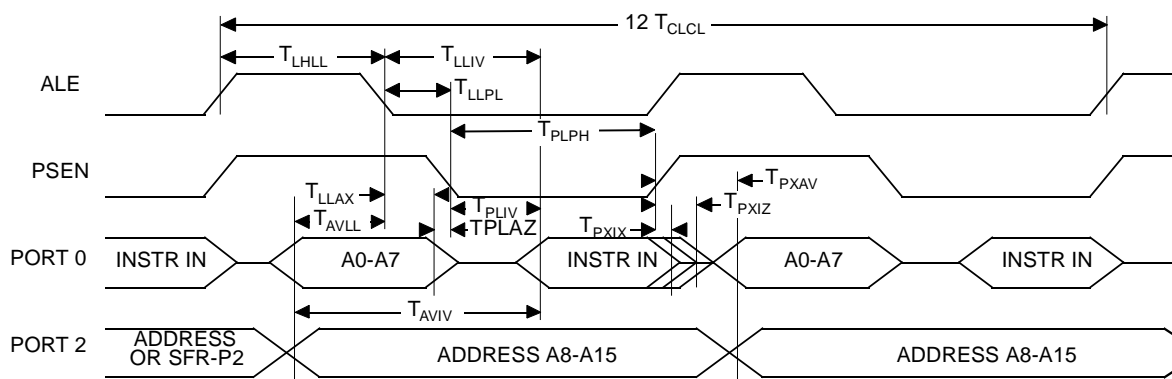 12 TCLCL
TLHLL TLLIV
ALE
TLLPL
TPLPH
PSEN
TPXAV
TLLAX
TPXIZ
TPLIV
TAVLL
TPLAZ
TPXIX
PORT 0 INSTR IN A0-A7 INSTR IN A0-A7 INSTR IN
TAVIV
PORT 2 ADDRESS OR SFR-P2 ADDRESS A8-A15 ADDRESS A8-A15